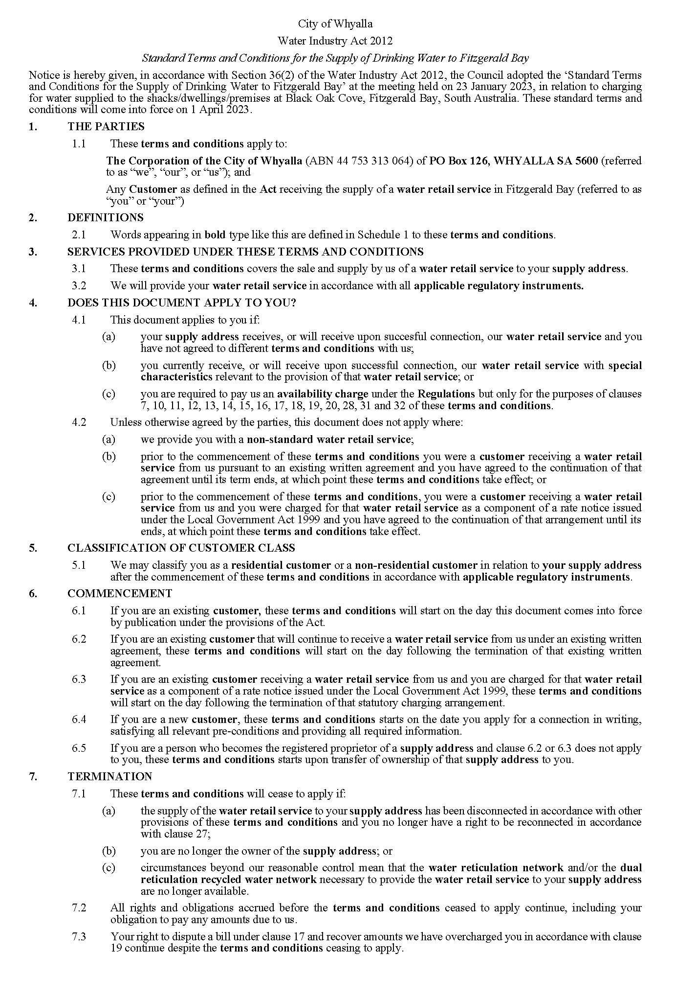 City of Whyalla
Water Industry Act 2012
Standard Terms and Conditions for the Supply of Drinking Water to Fitzgerald Bay
Notice is hereby given, in accordance with Section 36(2) of the Water Industry Act 2012, the Council adopted the ‘Standard Terms
and Conditions for the Supply of Drinking Water to Fitzgerald Bay’ at the meeting held on 23 January 2023, in relation to charging
for water supplied to the shacks/dwellings/premises at Black Oak Cove, Fitzgerald Bay, South Australia. These standard terms and
conditions will come into force on 1 April 2023.
1. THE PARTIES
1.1 These terms and conditions apply to:
The Corporation of the City of Whyalla (ABN 44 753 313 064) of PO Box 126, WHYALLA SA 5600 (referred
to as “we”, “our”, or “us”); and
Any Customer as defined in the Act receiving the supply of a water retail service in Fitzgerald Bay (referred to as
“you” or “your”)
2. DEFINITIONS
2.1 Words appearing in bold type like this are defined in Schedule 1 to these terms and conditions.
3. SERVICES PROVIDED UNDER THESE TERMS AND CONDITIONS
3.1 These terms and conditions covers the sale and supply by us of a water retail service to your supply address.
3.2 We will provide your water retail service in accordance with all applicable regulatory instruments.
4. DOES THIS DOCUMENT APPLY TO YOU?
4.1 This document applies to you if:
(a) your supply address receives, or will receive upon succesful connection, our water retail service and you
have not agreed to different terms and conditions with us;
(b) you currently receive, or will receive upon successful connection, our water retail service with special
characteristics relevant to the provision of that water retail service; or
(c) you are required to pay us an availability charge under the Regulations but only for the purposes of clauses
7, 10, 11, 12, 13, 14, 15, 16, 17, 18, 19, 20, 28, 31 and 32 of these terms and conditions.
4.2 Unless otherwise agreed by the parties, this document does not apply where:
(a) we provide you with a non-standard water retail service;
(b) prior to the commencement of these terms and conditions you were a customer receiving a water retail
service from us pursuant to an existing written agreement and you have agreed to the continuation of that
agreement until its term ends, at which point these terms and conditions take effect; or
(c) prior to the commencement of these terms and conditions, you were a customer receiving a water retail
service from us and you were charged for that water retail service as a component of a rate notice issued
under the Local Government Act 1999 and you have agreed to the continuation of that arrangement until its
ends, at which point these terms and conditions take effect.
5. CLASSIFICATION OF CUSTOMER CLASS
5.1 We may classify you as a residential customer or a non-residential customer in relation to your supply address
after the commencement of these terms and conditions in accordance with applicable regulatory instruments.
6. COMMENCEMENT
6.1 If you are an existing customer, these terms and conditions will start on the day this document comes into force
by publication under the provisions of the Act.
6.2 If you are an existing customer that will continue to receive a water retail service from us under an existing written
agreement, these terms and conditions will start on the day following the termination of that existing written
agreement.
6.3 If you are an existing customer receiving a water retail service from us and you are charged for that water retail
service as a component of a rate notice issued under the Local Government Act 1999, these terms and conditions
will start on the day following the termination of that statutory charging arrangement.
6.4 If you are a new customer, these terms and conditions starts on the date you apply for a connection in writing,
satisfying all relevant pre-conditions and providing all required information.
6.5 If you are a person who becomes the registered proprietor of a supply address and clause 6.2 or 6.3 does not apply
to you, these terms and conditions starts upon transfer of ownership of that supply address to you.
7. TERMINATION
7.1 These terms and conditions will cease to apply if:
(a) the supply of the water retail service to your supply address has been disconnected in accordance with other
provisions of these terms and conditions and you no longer have a right to be reconnected in accordance
with clause 27;
(b) you are no longer the owner of the supply address; or
(c) circumstances beyond our reasonable control mean that the water reticulation network and/or the dual
reticulation recycled water network necessary to provide the water retail service to your supply address
are no longer available.
7.2 All rights and obligations accrued before the terms and conditions ceased to apply continue, including your
obligation to pay any amounts due to us.
7.3 Your right to dispute a bill under clause 17 and recover amounts we have overcharged you in accordance with clause
19 continue despite the terms and conditions ceasing to apply.